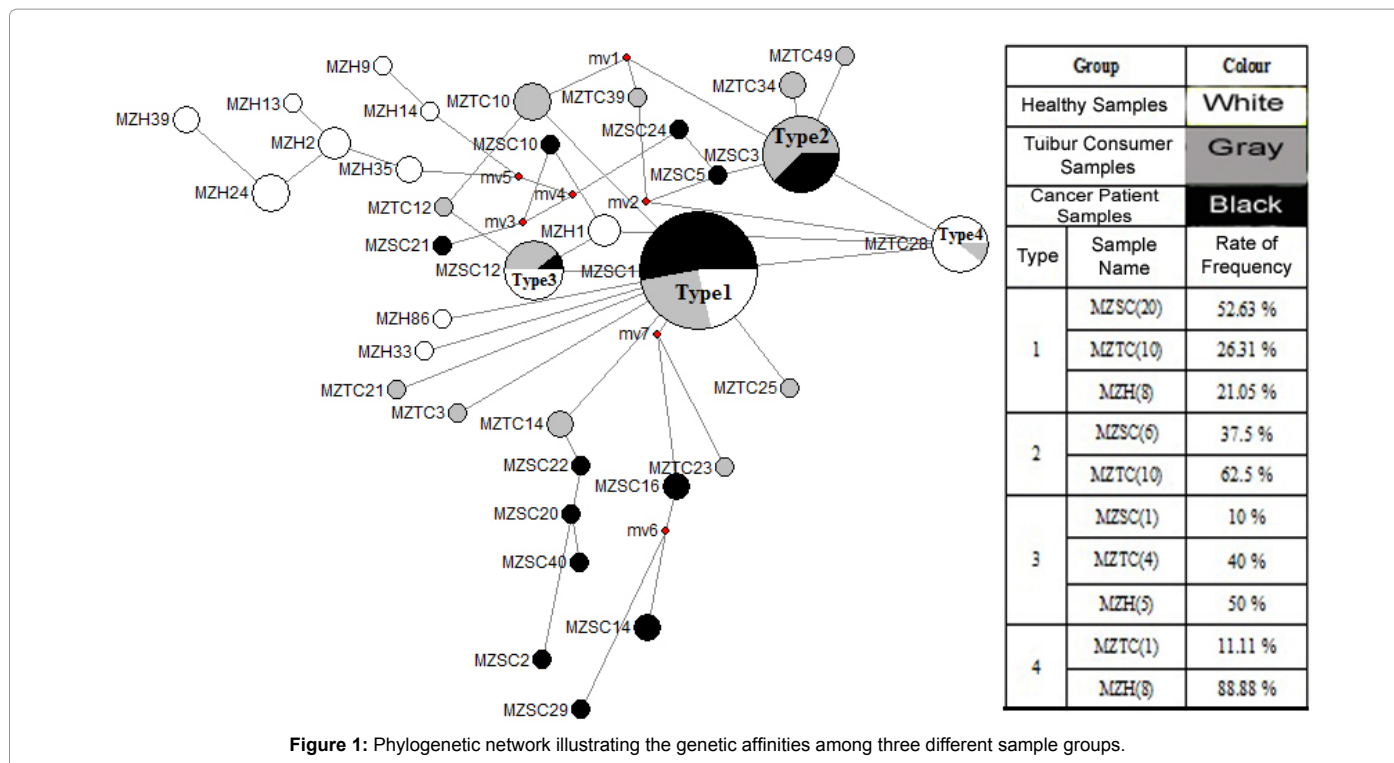 mv1
MZTC49
MZH9
MZTC34
MZH13
MZTC10
MZTC39
MZH39
MZH14
MZH2
MZSC24
Type2
MZSC10
MZSC3
MZH35
mv5
MZSC5
MZH24
mv4
mv2
MZTC12
mv3
MZH1
Type4
MZSC21
MZTC28
MZSC12
MZSC1
Type3
Type1
MZH86
mv7
MZH33
MZTC21
MZTC25
MZTC3
MZTC14
MZSC22
MZTC23
MZSC16
MZSC20
mv6
MZSC40
MZSC14
MZSC2
MZSC29
Group Colour
Healthy Samples White
Tuibur Consumer
Samples
Gray
Cancer Patient
Samples
Black
Type
Sample
Name
Rate of
Frequency
1
MZSC(20) 52.63 %
MZTC(10) 26.31 %
MZH(8) 21.05 %
2
MZSC(6) 37.5 %
MZTC(10) 62.5 %
3
MZSC(1) 10 %
MZTC(4) 40 %
MZH(5) 50 %
4
MZTC(1) 11.11 %
MZH(8) 88.88 %
Figure 1: Phylogenetic network illustrating the genetic affinities among three different sample groups.